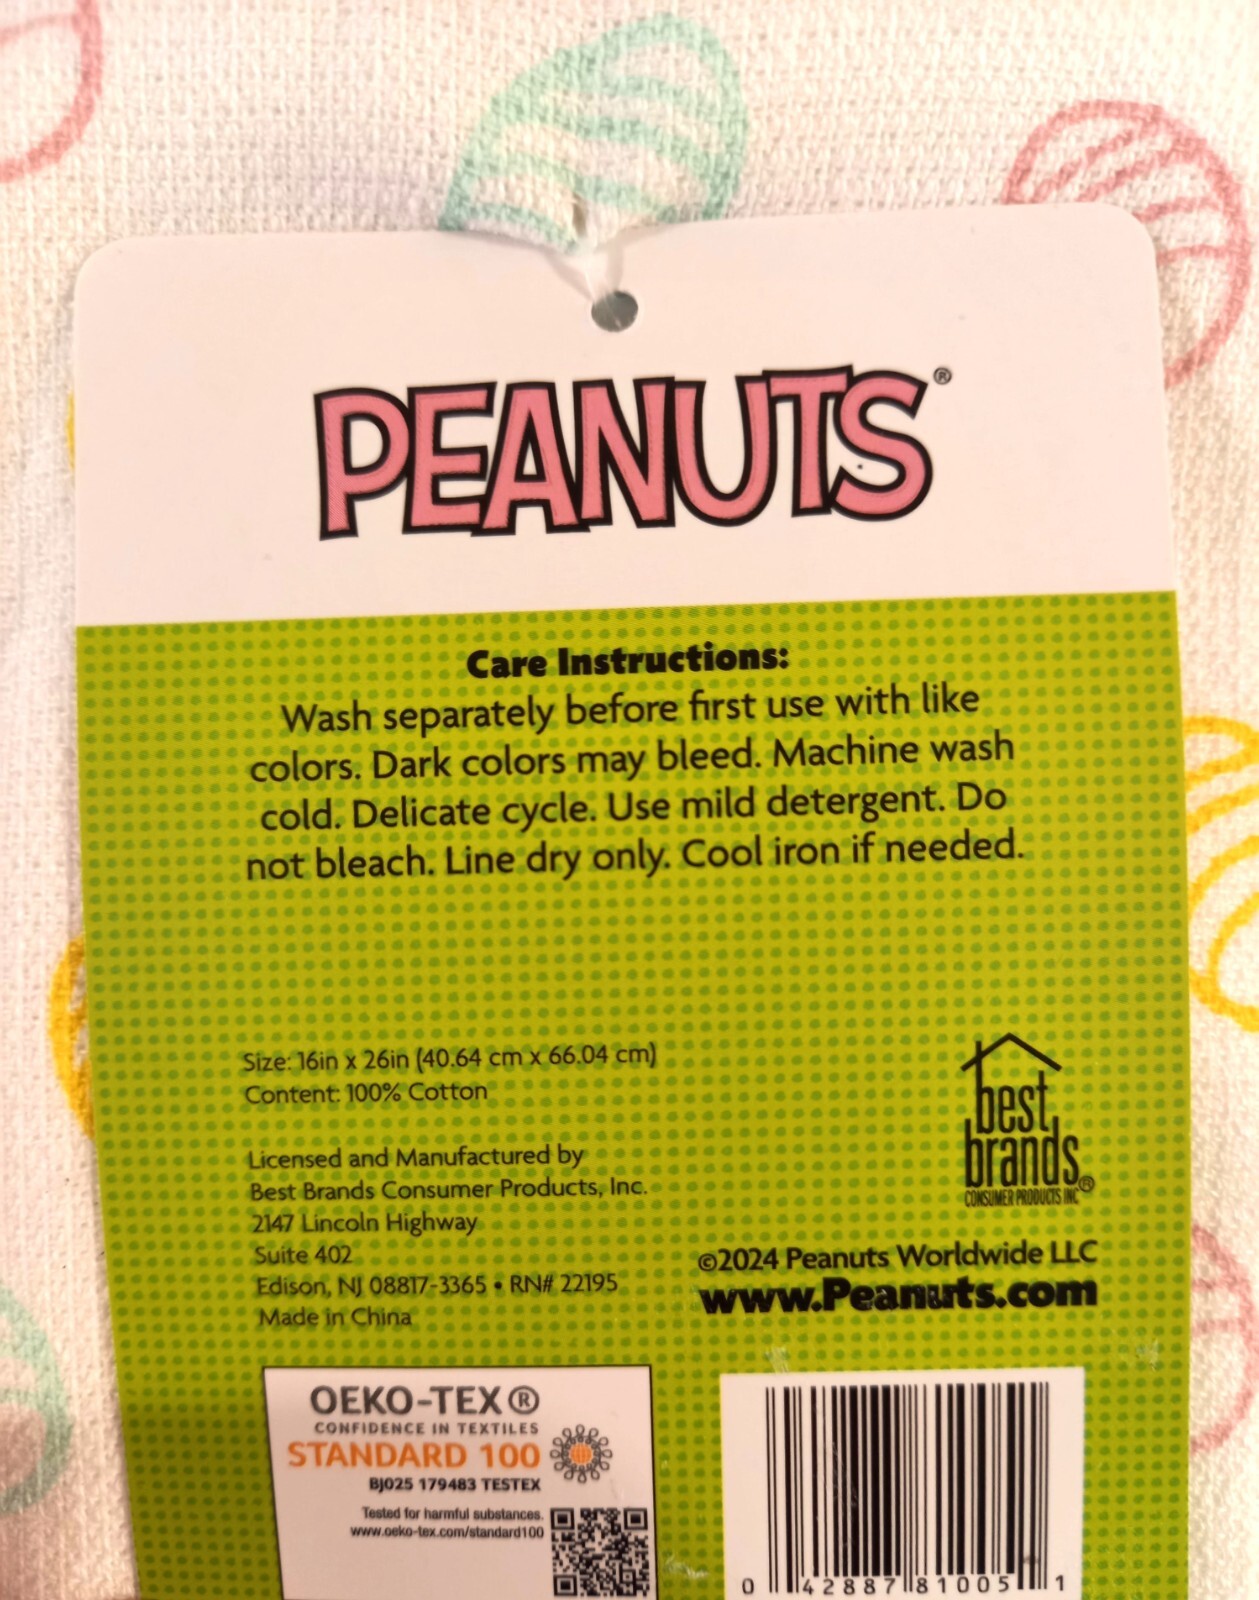 PEANUTS®
Care Instructions:
Wash separately before first use with like
colors. Dark colors may bleed. Machine wash
cold. Delicate cycle. Use mild detergent. Do
not bleach. Line dry only. Cool iron if needed.
Size: 16in x 26in (40.64 cm x 66.04 cm)
Content: 100% Cotton
Licensed and Manufactured by
Best Brands Consumer Products, Inc.
2147 Lincoln Highway
Suite 402
Edison, NJ 08817-3365 • RN# 22195
Made in China
best
brands®
CONSUMER PRODUCTS INC
©2024 Peanuts Worldwide LLC
www.Peanuts.com
OEKO-TEX®
CONFIDENCE IN TEXTILES
STANDARD 100
BJ025 179483 TESTEX
Tested for harmful substances.
www.oeko-tex.com/standard100
0 42887 81005 1